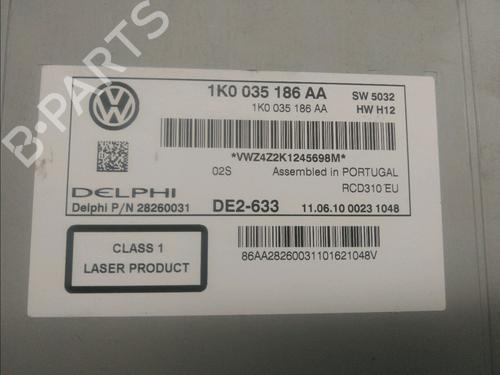 B-PARTS
1K0 035 186 AA SW 5032
1K0 035 186 AA HW H12
*VWZ4Z2K1245698M*
02S Assembled in PORTUGAL
RCD310 EU
DELPHI
Delphi P/N 28260031 DE2-633 11.06.10 0023 1048
CLASS 1
LASER PRODUCT
86AA28260031101621048V